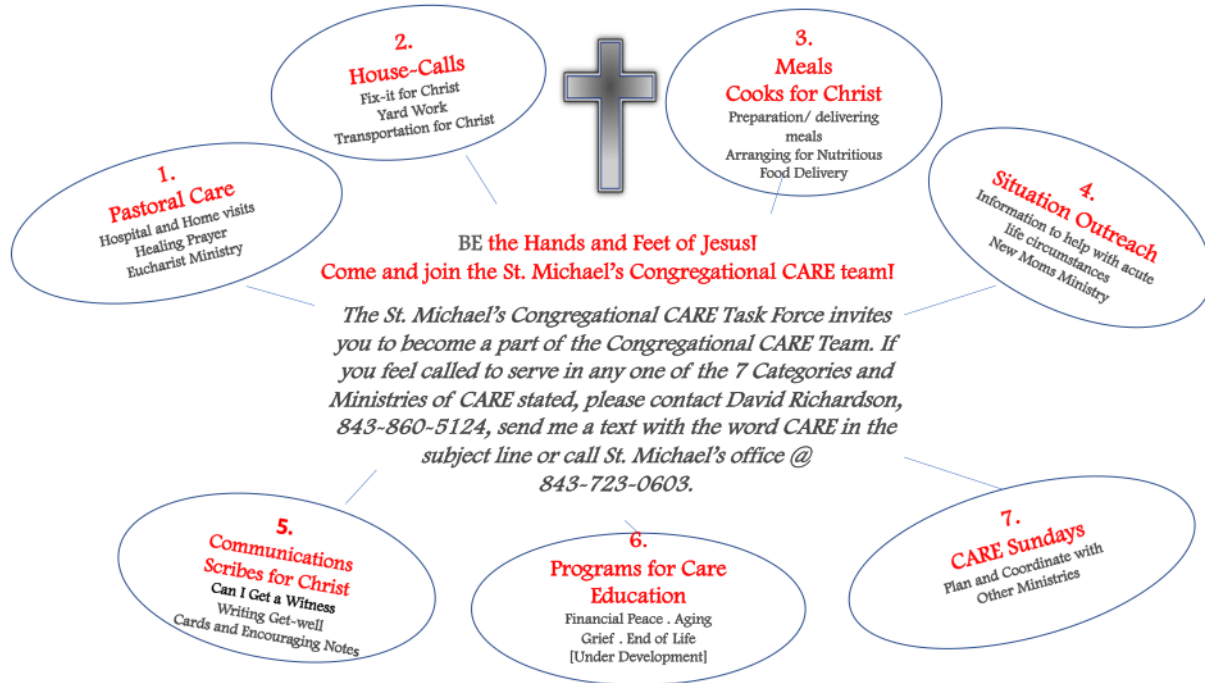 1.
Pastoral Care
Hospital and Home visits
Healing Prayer
Eucharist Ministry
2.
House-Calls
Fix-it for Christ
Yard Work
Transportation for Christ
3.
Meals
Cooks for Christ
Preparation/ delivering
meals
Arranging for Nutritious
Food Delivery
4.
Situation Outreach
Information to help with acute
life circumstances
New Moms Ministry
BE the Hands and Feet of Jesus!
Come and join the St. Michael's Congregational CARE team!
The St. Michael's Congregational CARE Task Force invites
you to become a part of the Congregational CARE Team. If
you feel called to serve in any one of the 7 Categories and
Ministries of CARE stated, please contact David Richardson,
843-860-5124, send me a text with the word CARE in the
subject line or call St. Michael's office @
843-723-0603.
5.
Communications
Scribes for Christ
Can I Get a Witness
Writing Get-well
Cards and Encouraging Notes
6.
Programs for Care
Education
Financial Peace . Aging
Grief . End of Life
[Under Development]
7.
CARE Sundays
Plan and Coordinate with
Other Ministries